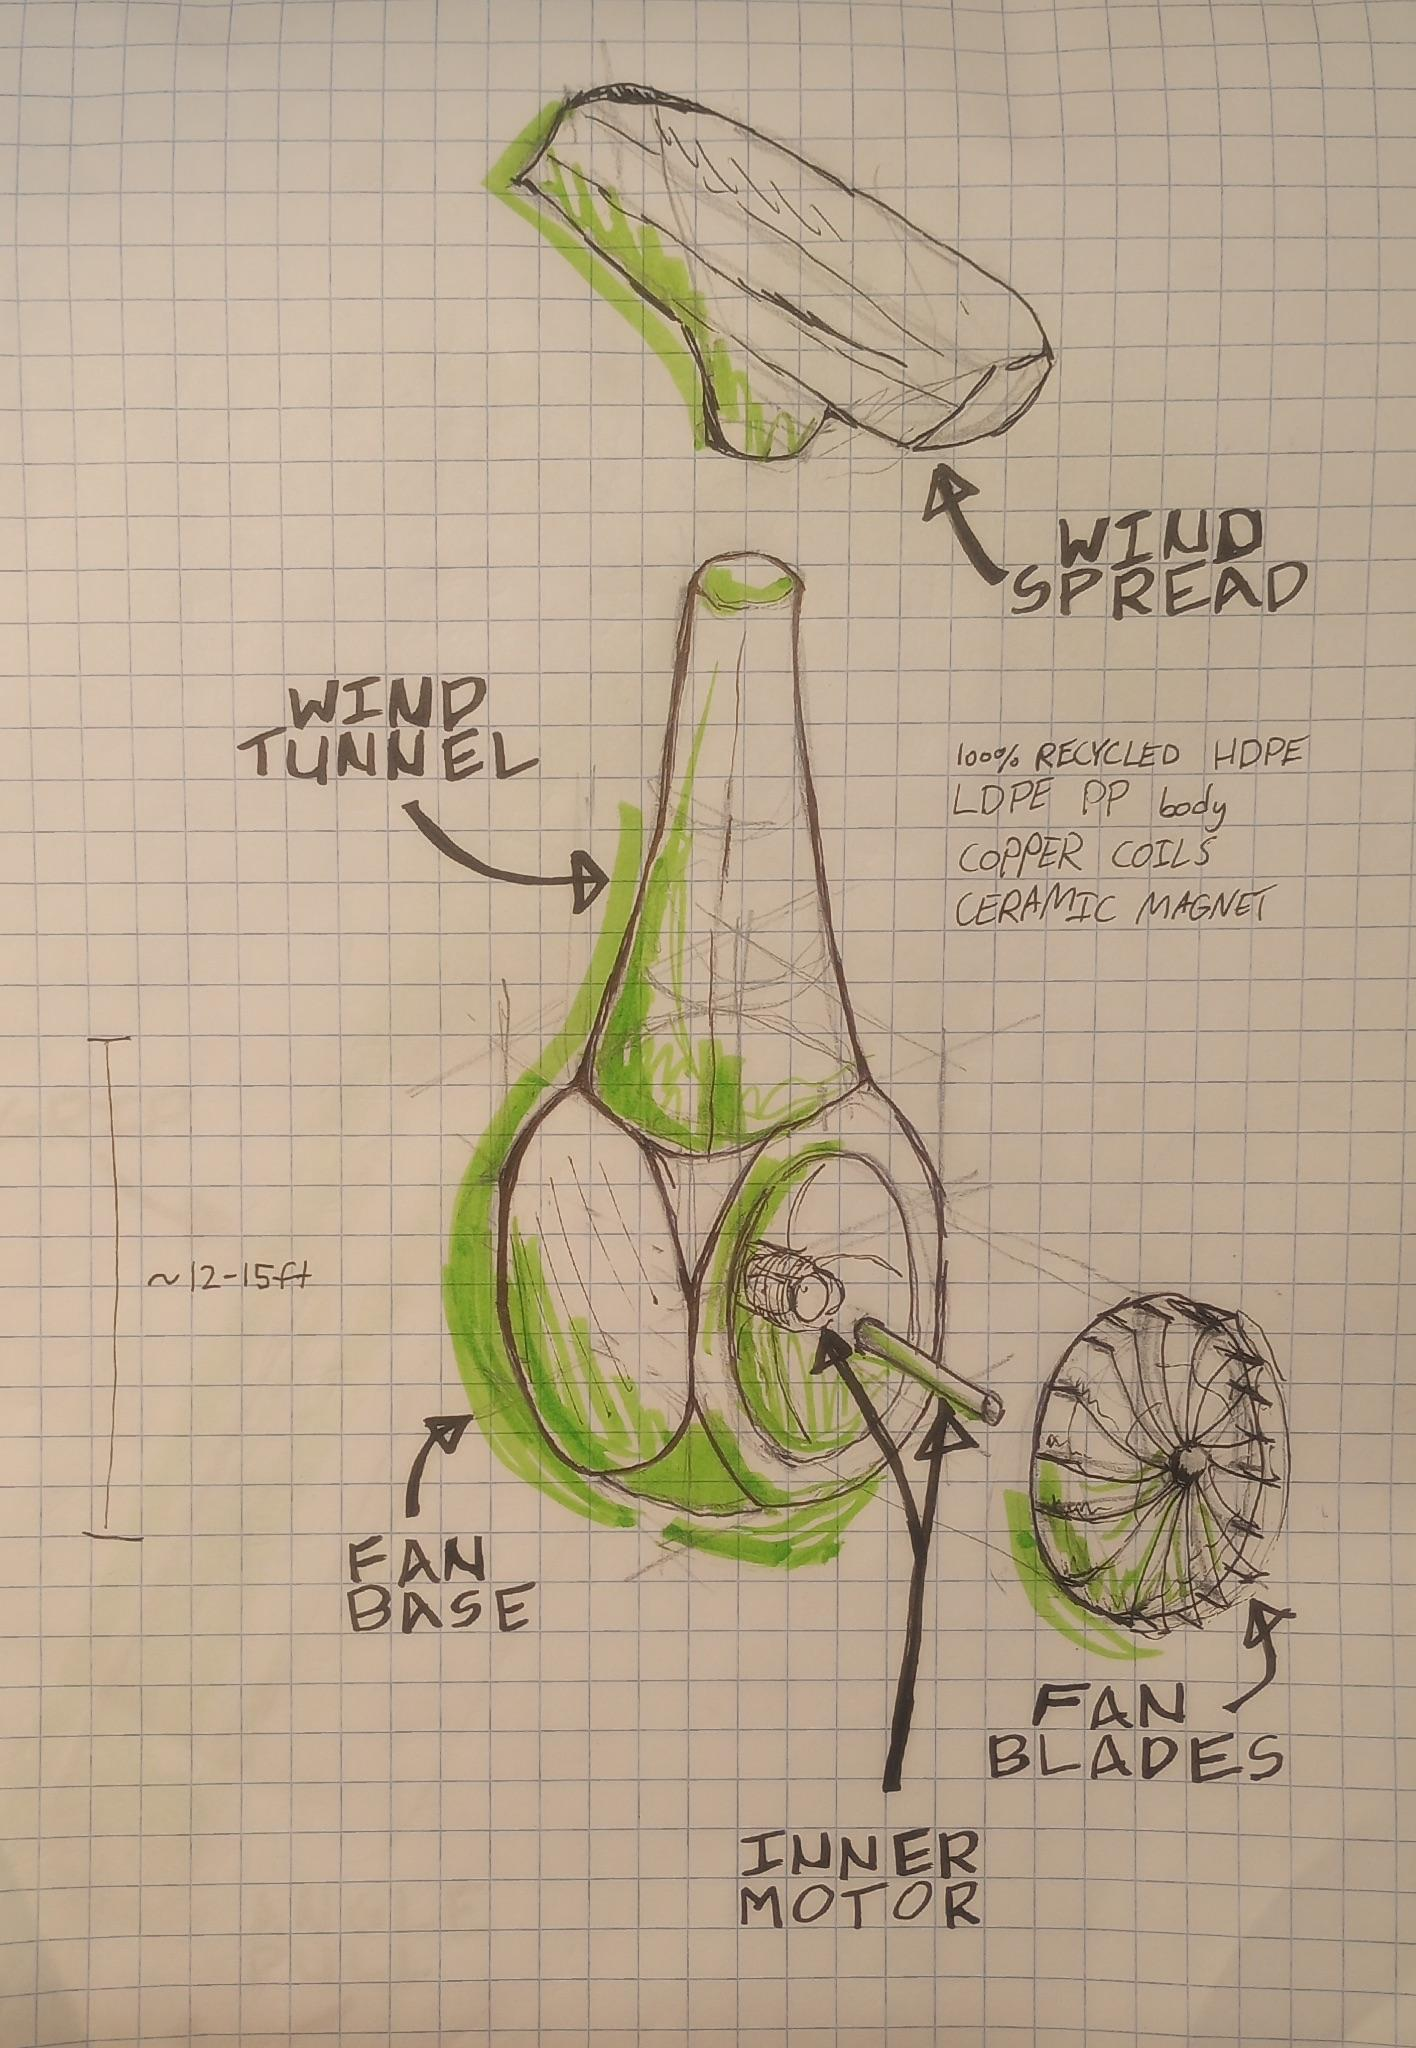 WIND
SPREAD
WIND
TUNNEL
100% RECYCLED HDPE
LDPE PP body
COPPER COILS
CERAMIC MAGNET
~12-15ft
FAN
BASE
FAN
BLADES
INNER
MOTOR